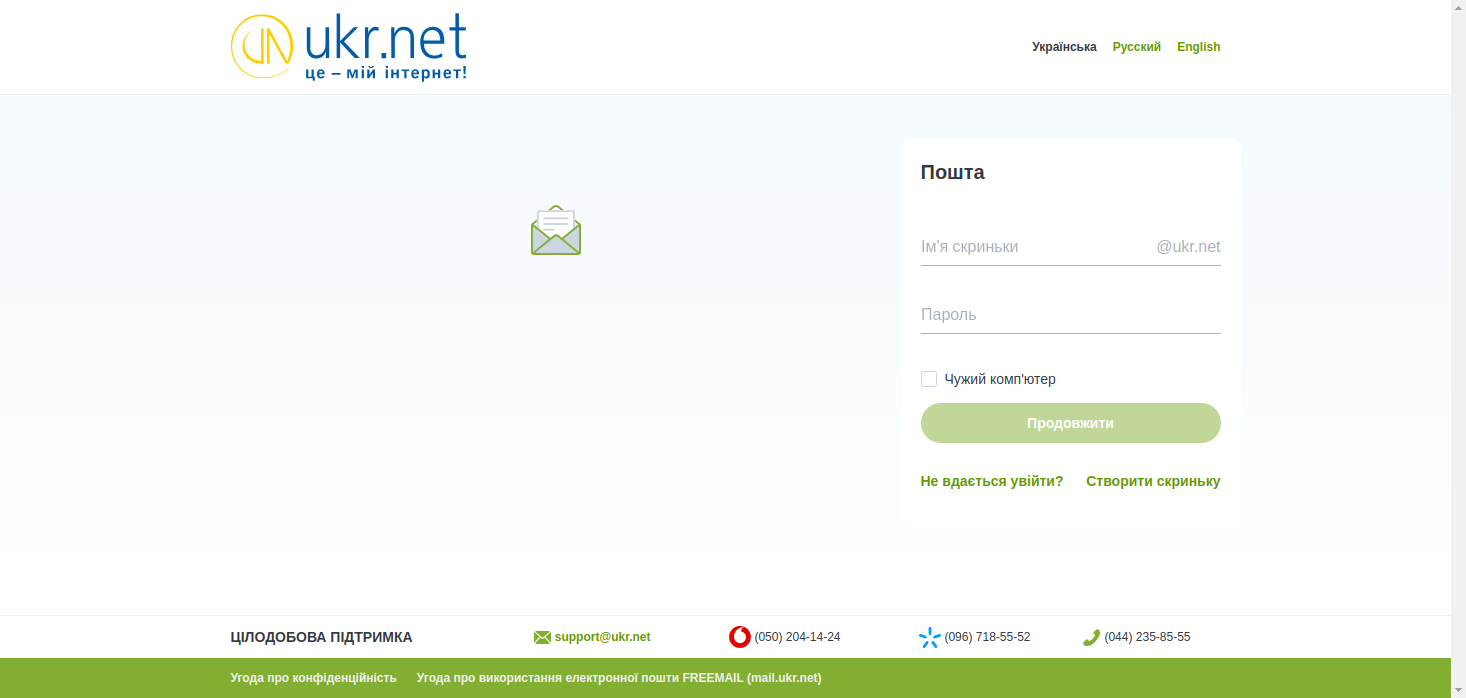 ukr.net
це – мій інтернет!
Українська Русский English
Пошта
Ім'я скриньки @ukr.net
Пароль
Чужий комп'ютер
Продовжити
Не вдається увійти? Створити скриньку
ЦІЛОДОБОВА ПІДТРИМКА support@ukr.net (050) 204-14-24 (096) 718-55-52 (044) 235-85-55
Угода про конфіденційність Угода про використання електронної пошти FREEMAIL (mail.ukr.net)